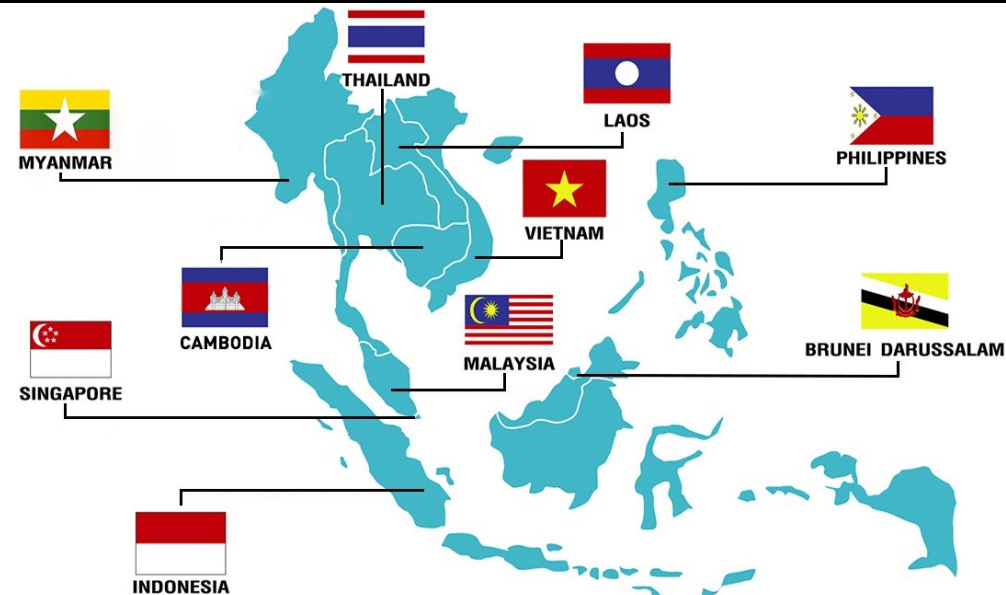 THAILAND
LAOS
MYANMAR
PHILIPPINES
VIETNAM
CAMBODIA
BRUNEI DARUSSALAM
MALAYSIA
SINGAPORE
INDONESIA